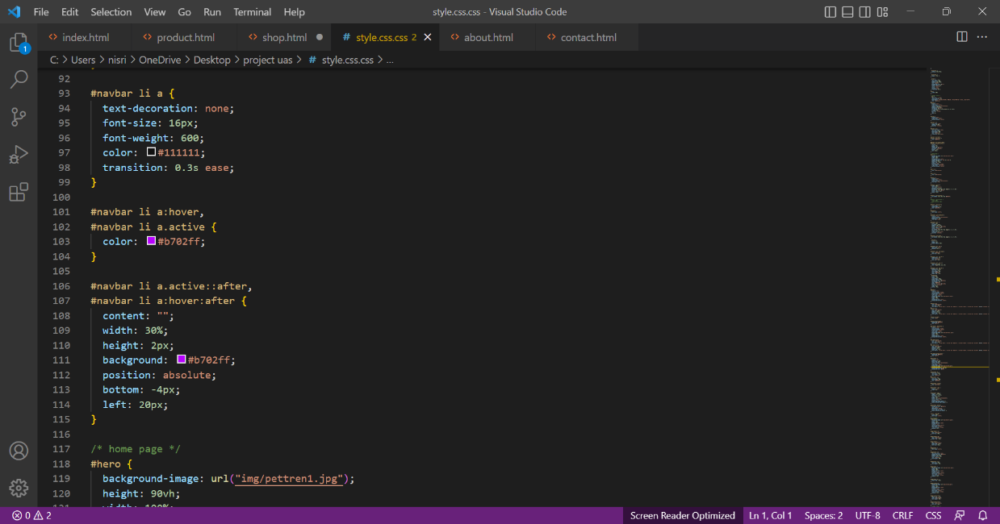 File Edit Selection View Go Run Terminal Help
style.css.css - Visual Studio Code
index.html product.html shop.html # style.css.css 2 about.html contact.html
1
C: > Users > nisri > OneDrive > Desktop > project uas > # style.css.css > ...
92
93 #navbar li a {
94 text-decoration: none;
95 font-size: 16px;
96 font-weight: 600;
97 color: #111111;
98 transition: 0.3s ease;
99 }
100
101 #navbar li a:hover,
102 #navbar li a.active {
103 color: #b702ff;
104 }
105
106 #navbar li a.active::after,
107 #navbar li a:hover:after {
108 content: "";
109 width: 30%;
110 height: 2px;
111 background: #b702ff;
112 position: absolute;
113 bottom: -4px;
114 left: 20px;
115 }
116
117 /* home page */
118 #hero {
119 background-image: url("img/pettren1.jpg");
120 height: 90vh;
0 2 Screen Reader Optimized Ln 1, Col 1 Spaces: 2 UTF-8 CRLF CSS